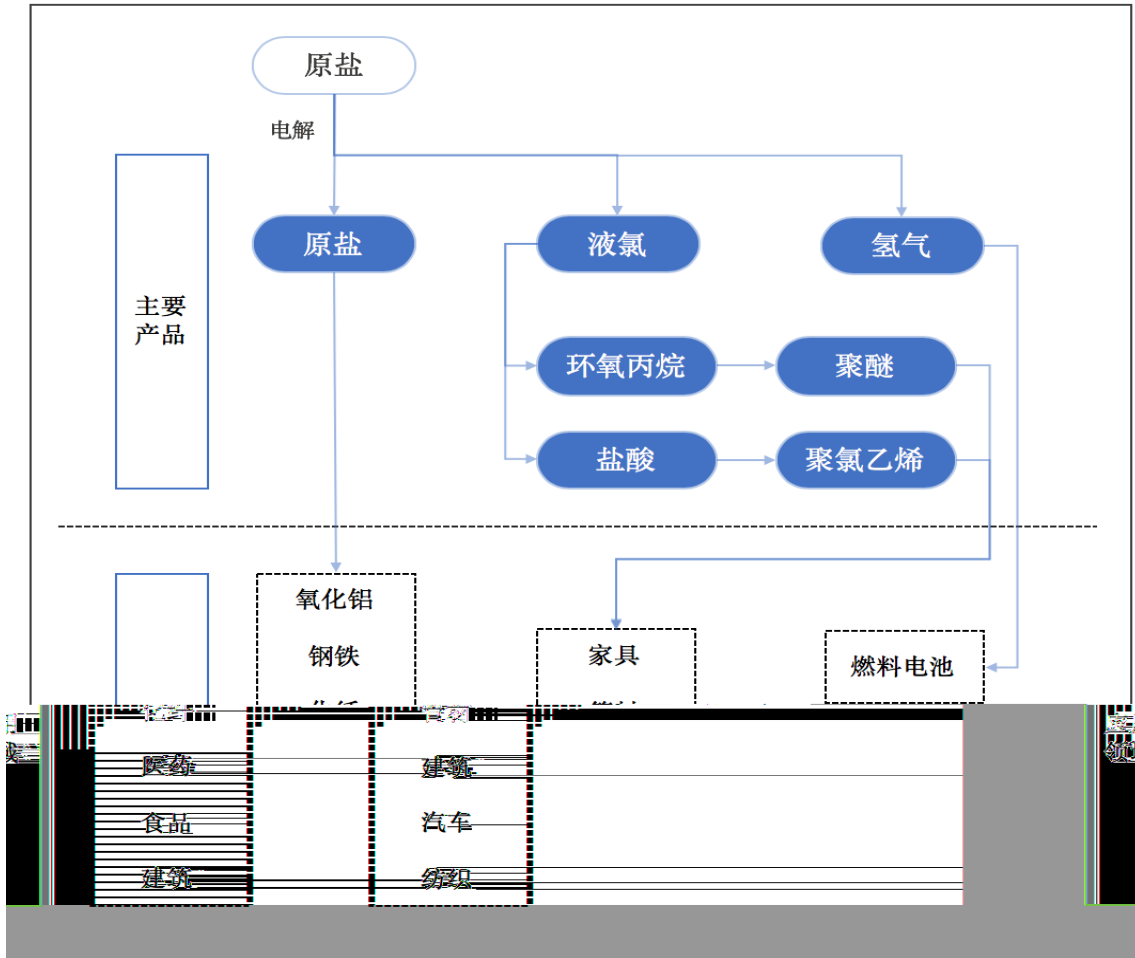 原盐
电解
原盐
液氯
氢气
主要
产品
环氧丙烷
聚醚
盐酸
聚氯乙烯
氧化铝
钢铁
家具
燃料电池
医药
建筑
食品
汽车
建筑
纺织